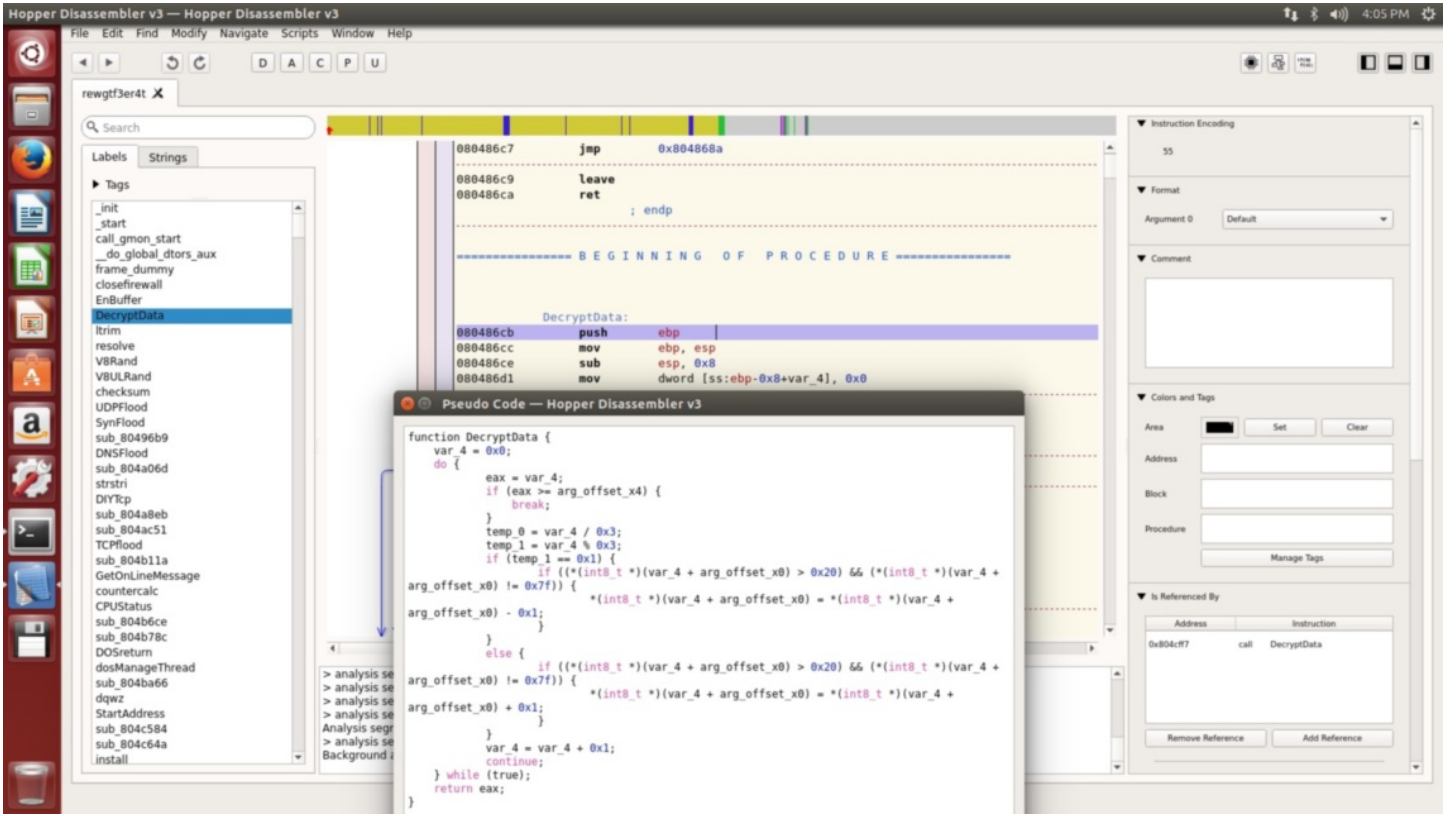 Hopper Disassembler v3 — Hopper Disassembler v3
4:05 PM
File Edit Find Modify Navigate Scripts Window Help
D A C P U
rewgtf3er4t
Search
Labels Strings
Tags
_init
_start
call_gmon_start
__do_global_dtors_aux
frame_dummy
closefirewall
EnBuffer
DecryptData
ltrim
resolve
V8Rand
V8ULRand
checksum
UDPFlood
SynFlood
sub_80496b9
DNSFlood
sub_804a06d
strstri
DIYTcp
sub_804a8eb
sub_804ac51
TCPflood
sub_804b11a
GetOnLineMessage
countercalc
CPUStatus
sub_804b6ce
sub_804b78c
DOSreturn
dosManageThread
sub_804ba66
dqwz
StartAddress
sub_804c584
sub_804c64a
install
080486c7 jmp 0x804868a
080486c9 leave
080486ca ret
; endp
================ B E G I N N I N G O F P R O C E D U R E ================
DecryptData:
080486cb push ebp
080486cc mov ebp, esp
080486ce sub esp, 0x8
080486d1 mov dword [ss:ebp-0x8+var_4], 0x0
> analysis se
> analysis se
> analysis se
> analysis se
Analysis segr
> analysis se
Background a
Pseudo Code — Hopper Disassembler v3
function DecryptData {
var_4 = 0x0;
do {
eax = var_4;
if (eax >= arg_offset_x4) {
break;
}
temp_0 = var_4 / 0x3;
temp_1 = var_4 % 0x3;
if (temp_1 == 0x1) {
if ((*(int8_t *)(var_4 + arg_offset_x0) > 0x20) && (*(int8_t *)(var_4 +
arg_offset_x0) != 0x7f)) {
*(int8_t *)(var_4 + arg_offset_x0) = *(int8_t *)(var_4 +
arg_offset_x0) - 0x1;
}
}
else {
if ((*(int8_t *)(var_4 + arg_offset_x0) > 0x20) && (*(int8_t *)(var_4 +
arg_offset_x0) != 0x7f)) {
*(int8_t *)(var_4 + arg_offset_x0) = *(int8_t *)(var_4 +
arg_offset_x0) + 0x1;
}
}
var_4 = var_4 + 0x1;
continue;
} while (true);
return eax;
}
Instruction Encoding
55
Format
Argument 0 Default
Comment
Colors and Tags
Area Set Clear
Address
Block
Procedure
Manage Tags
Is Referenced By
Address Instruction
0x804cff7 call DecryptData
Remove Reference Add Reference